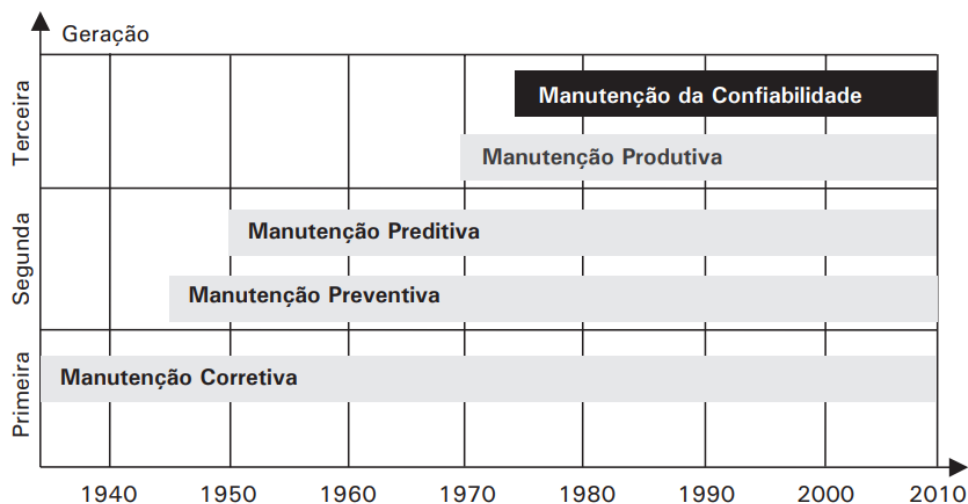 Geração
Terceira
Manutenção da Confiabilidade
Manutenção Produtiva
Segunda
Manutenção Preditiva
Manutenção Preventiva
Primeira
Manutenção Corretiva
1940 1950 1960 1970 1980 1990 2000 2010